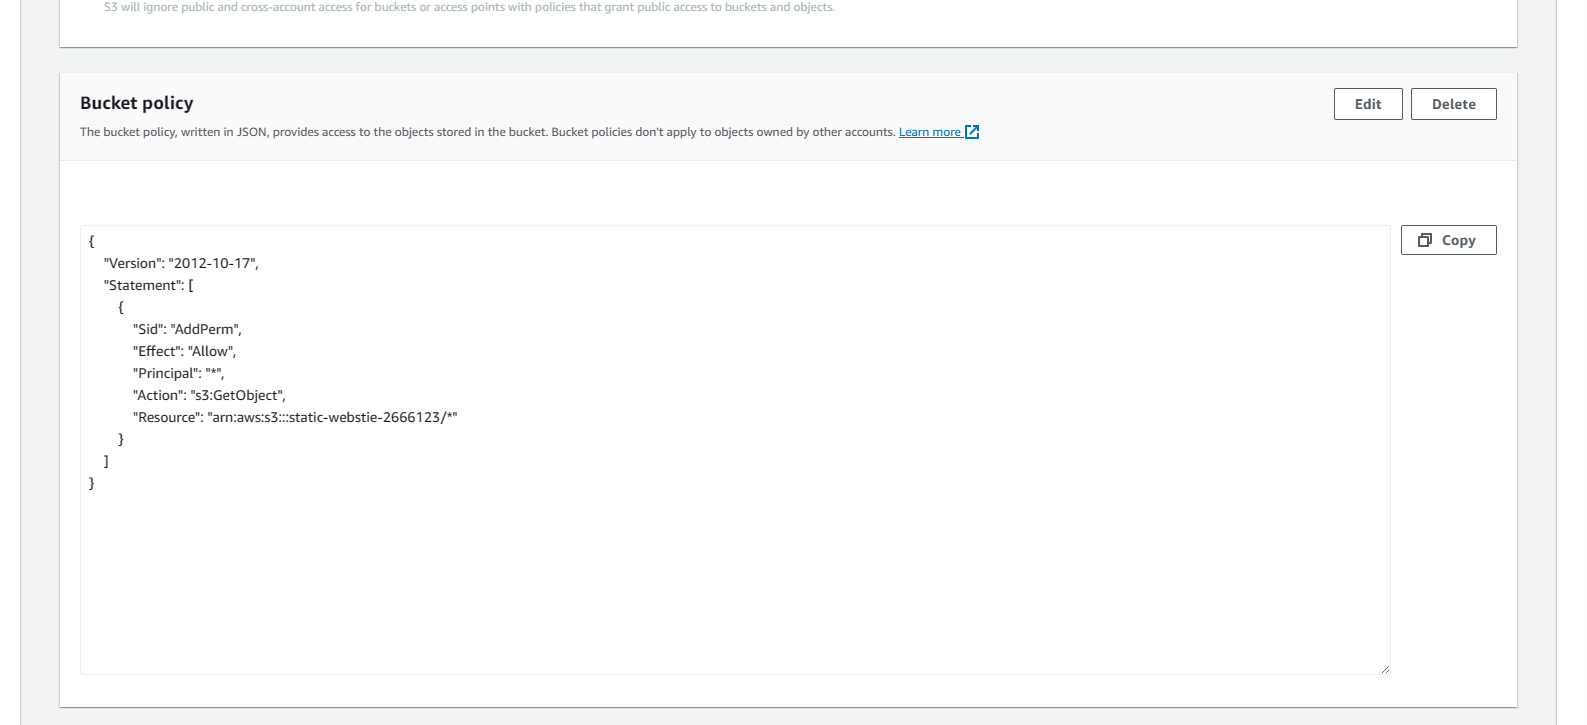 S3 will ignore public and cross-account access for buckets or access points with policies that grant public access to buckets and objects.
Bucket policy
Edit
Delete
The bucket policy, written in JSON, provides access to the objects stored in the bucket. Bucket policies don't apply to objects owned by other accounts. Learn more
Copy
{
"Version": "2012-10-17",
"Statement": [
{
"Sid": "AddPerm",
"Effect": "Allow",
"Principal": "*",
"Action": "s3:GetObject",
"Resource": "arn:aws:s3:::static-webstie-2666123/*"
}
]
}